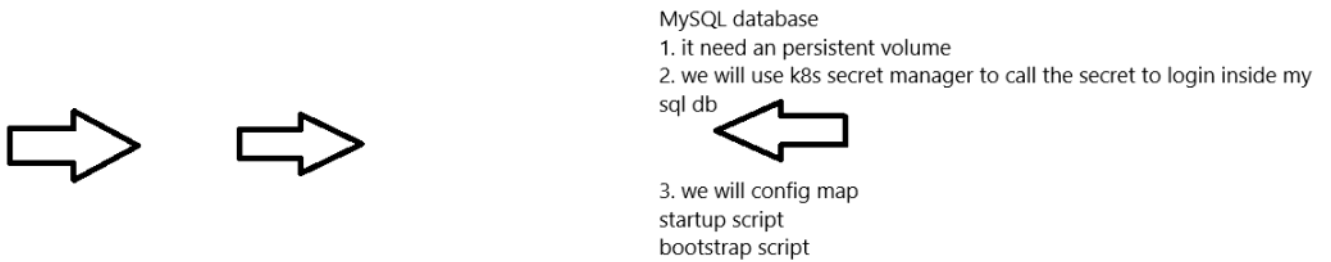 MySQL database
1. it need an persistent volume
2. we will use k8s secret manager to call the secret to login inside my
sql db
3. we will config map
startup script
bootstrap script